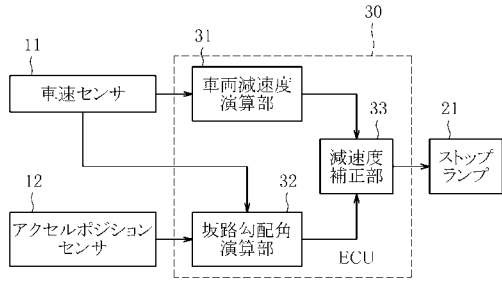 30
31
11
車速センサ
車両減速度
演算部
33
21
減速度
補正部
ストップ
ランプ
12
32
アクセルポジション
センサ
坂路勾配角
演算部
ECU